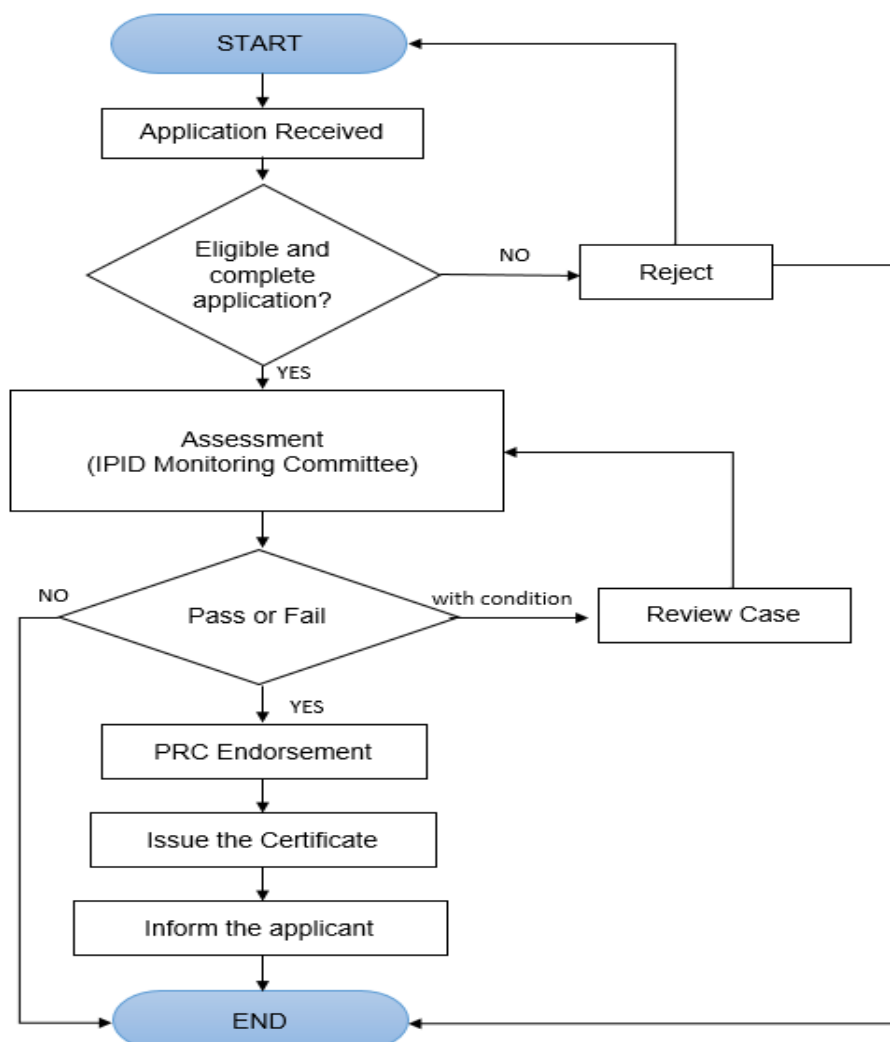 START
Application Received
Eligible and
complete
application?
NO
Reject
YES
Assessment
(IPID Monitoring Committee)
NO
Pass or Fail
with condition
Review Case
YES
PRC Endorsement
Issue the Certificate
Inform the applicant
END